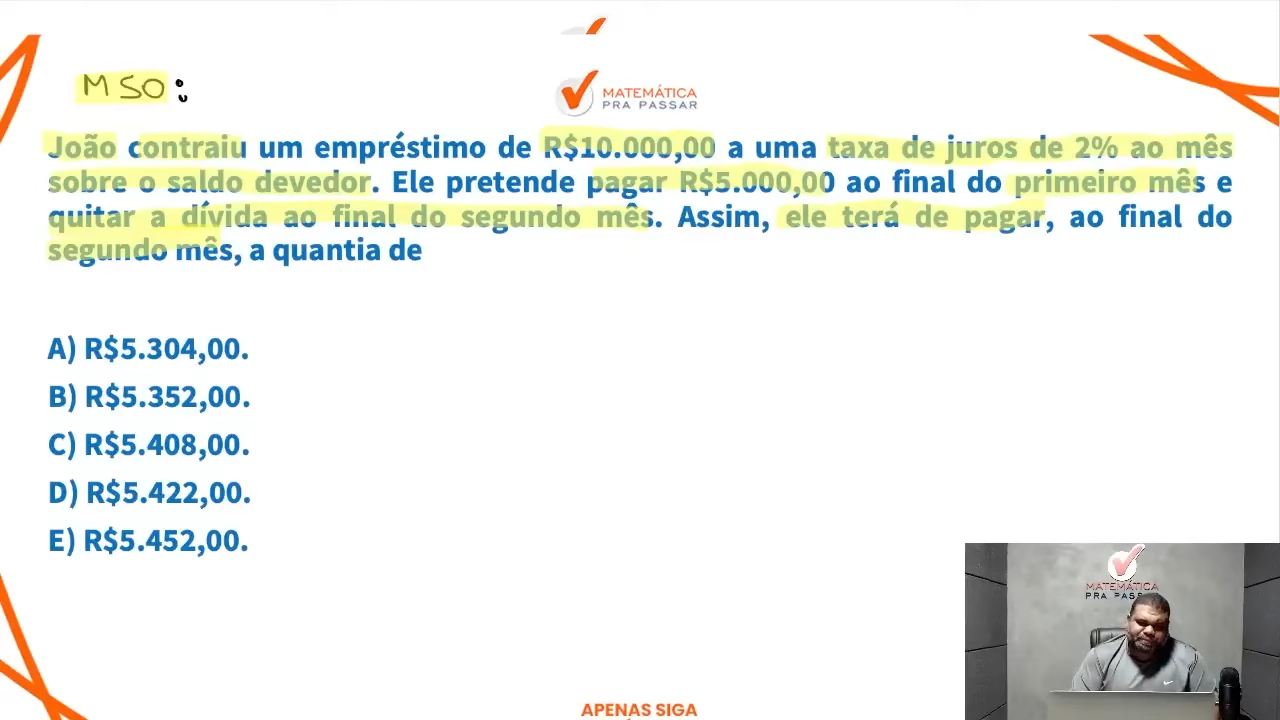 M SO:
MATEMÁTICA
PRA PASSAR
João contraiu um empréstimo de R$10.000,00 a uma taxa de juros de 2% ao mês
sobre o saldo devedor. Ele pretende pagar R$5.000,00 ao final do primeiro mês e
quitar a dívida ao final do segundo mês. Assim, ele terá de pagar, ao final do
segundo mês, a quantia de
A) R$5.304,00.
B) R$5.352,00.
C) R$5.408,00.
D) R$5.422,00.
E) R$5.452,00.
MATEMÁTICA
PRA PASS
APENAS SIGA